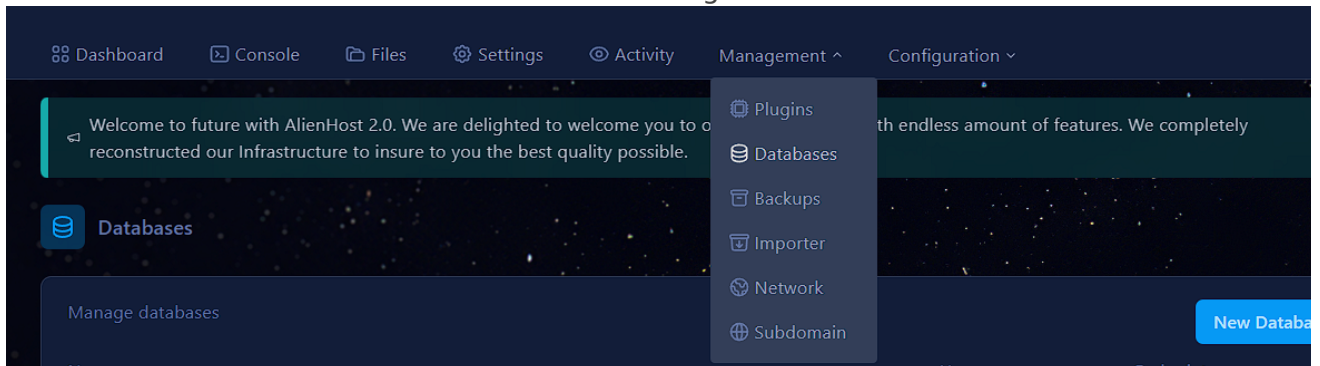 Dashboard Console Files Settings Activity Management Configuration
Plugins
Welcome to future with AlienHost 2.0. We are delighted to welcome you to o th endless amount of features. We completely
reconstructed our Infrastructure to insure to you the best quality possible.
Databases
Backups
Databases
Importer
Network
Manage databases
New Databa
Subdomain